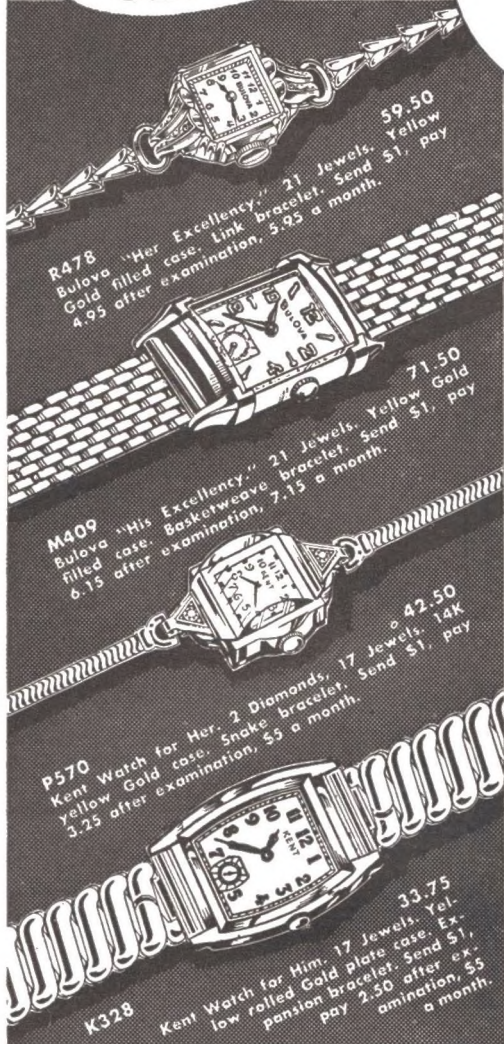 BULOVA
59.50
R478
Bulova "Her Excellency." 21 Jewels. Yellow
Gold filled case. Link bracelet. Send $1, pay
4.95 after examination, 5.95 a month.
BULOVA
71.50
M409
Bulova "His Excellency." 21 Jewels. Yellow Gold
filled case. Basketweave bracelet. Send $1, pay
6.15 after examination, 7.15 a month.
KENT
42.50
P570
Kent Watch for Her. 2 Diamonds, 17 Jewels. 14K
yellow Gold case. Snake bracelet. Send $1, pay
3.25 after examination, $5 a month.
KENT
33.75
K328
Kent Watch for Him. 17 Jewels. Yel-
low rolled Gold plate case. Ex-
pansion bracelet. Send $1,
pay 2.50 after ex-
amination, $5
a month.